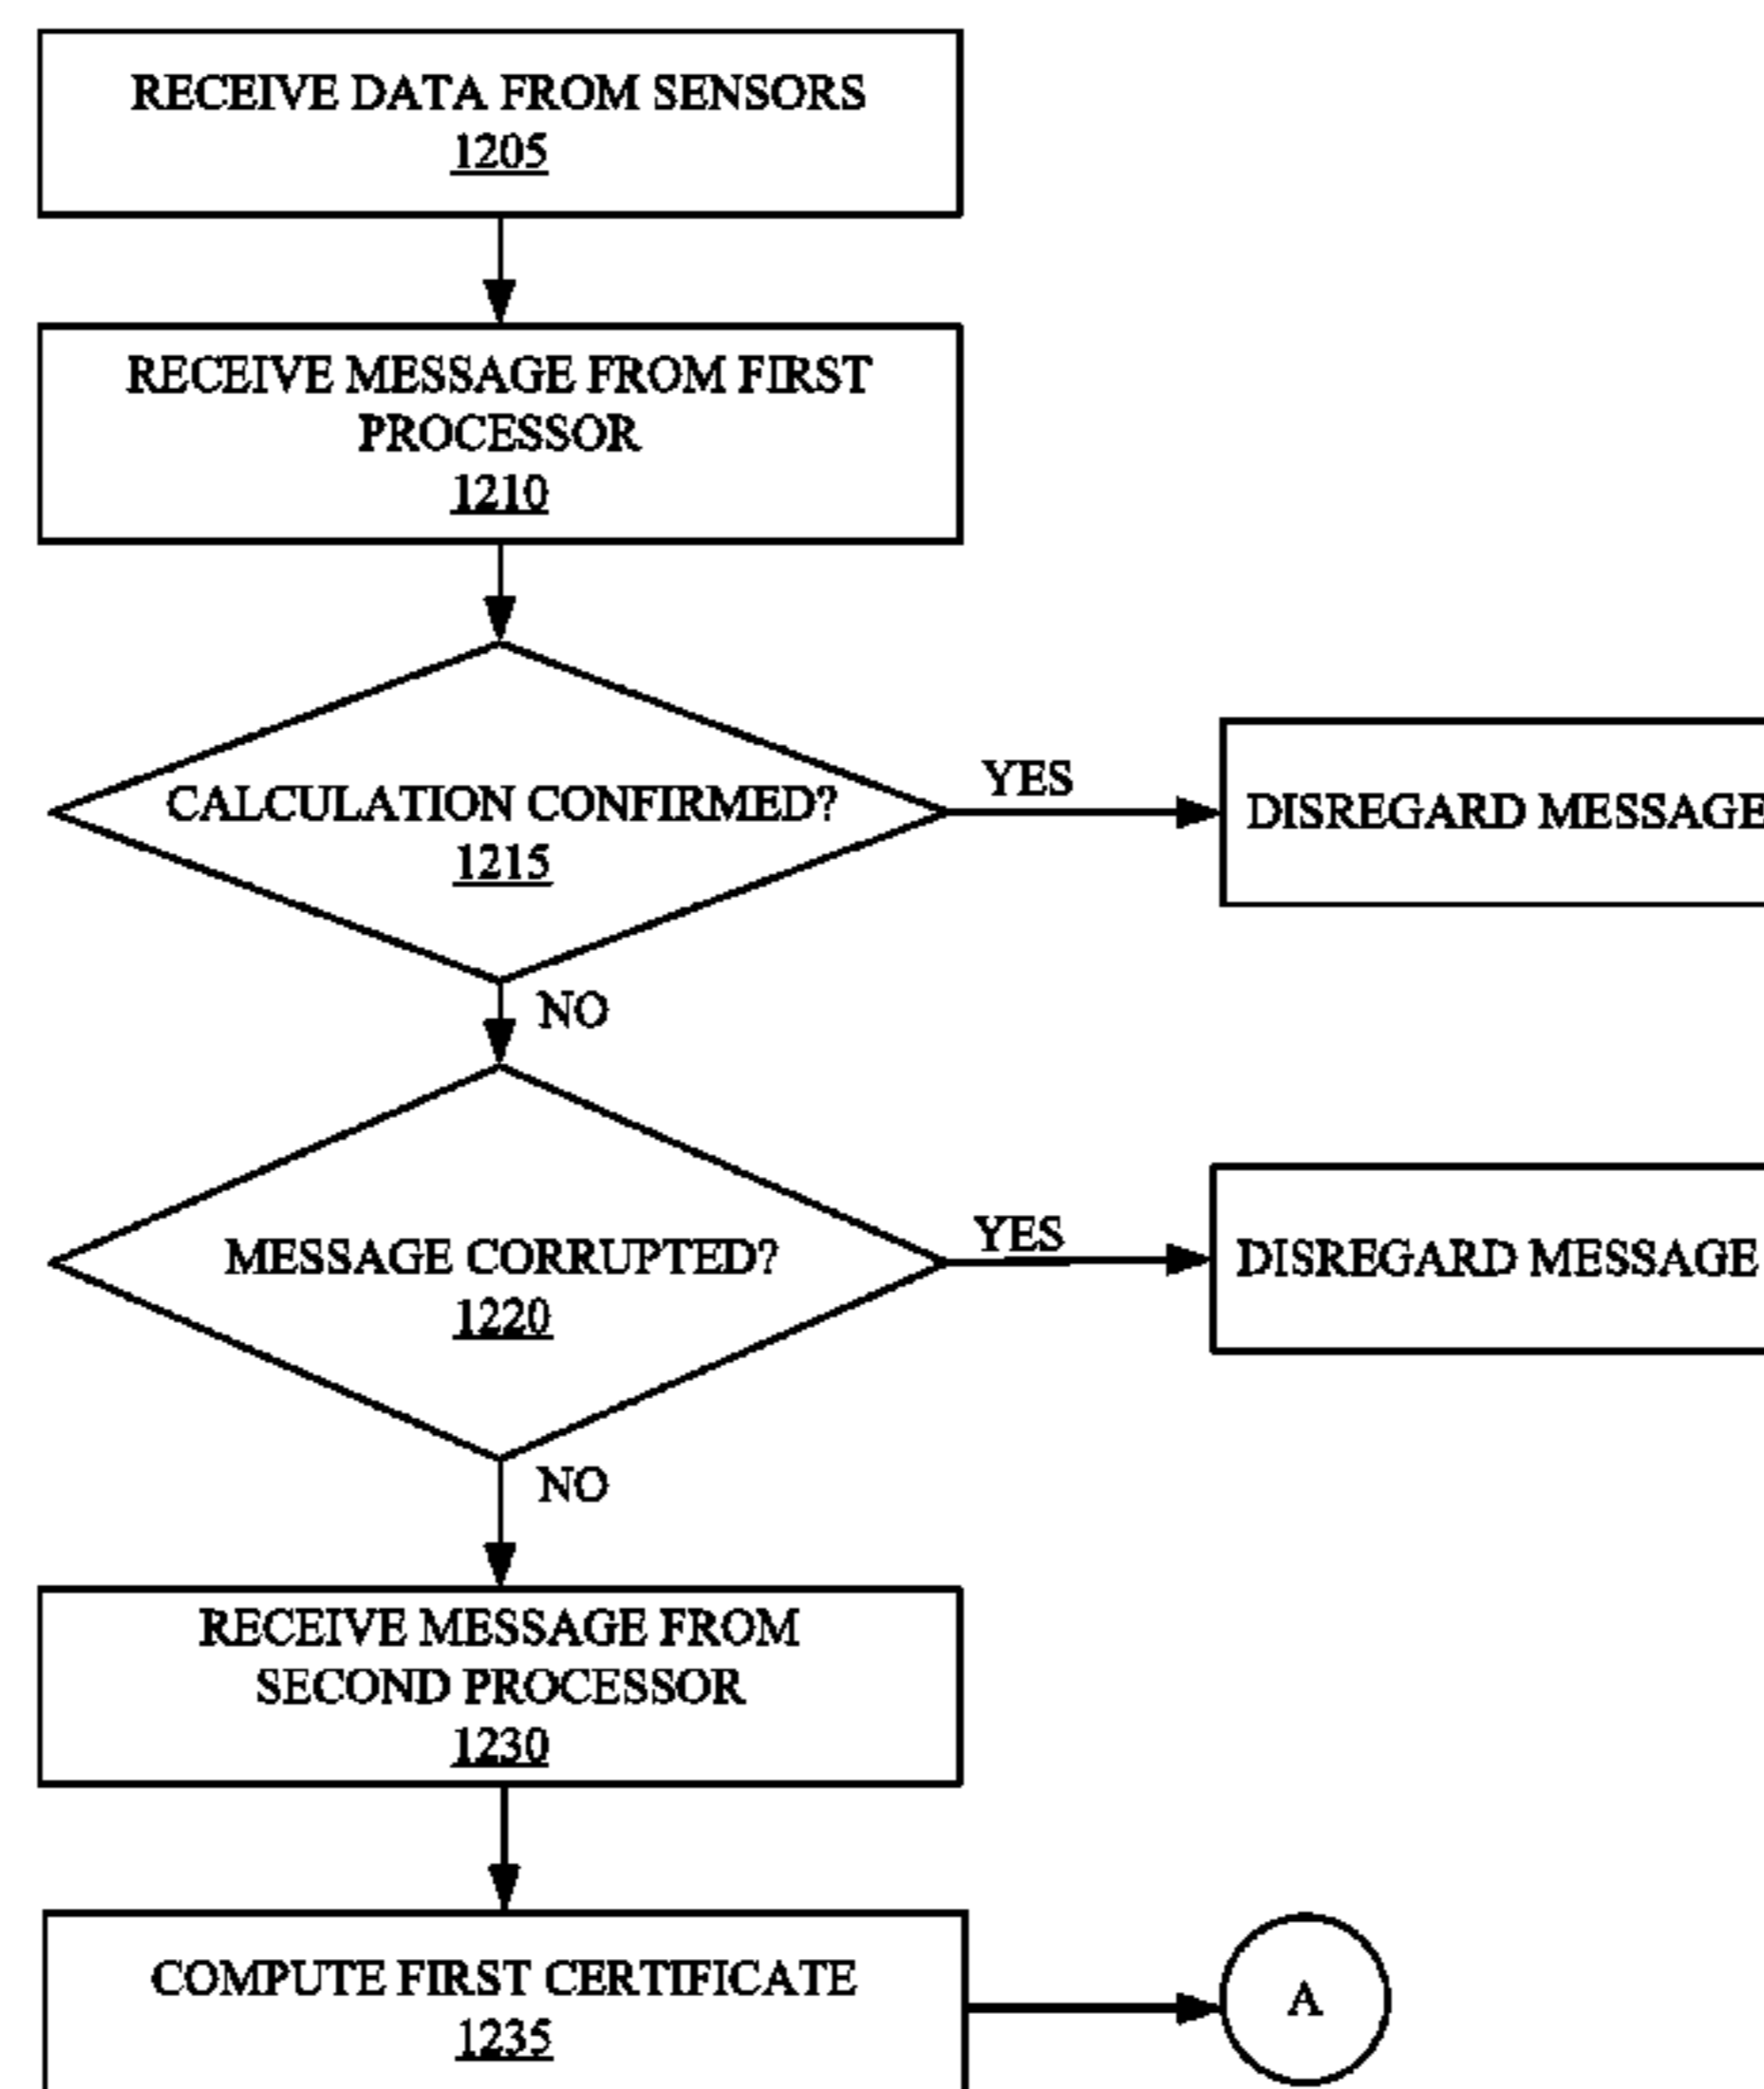 RECEIVE DATA FROM SENSORS
1205
RECEIVE MESSAGE FROM FIRST
PROCESSOR
1210
CALCULATION CONFIRMED?
1215
YES
DISREGARD MESSAGE
NO
MESSAGE CORRUPTED?
1220
YES
DISREGARD MESSAGE
NO
RECEIVE MESSAGE FROM
SECOND PROCESSOR
1230
COMPUTE FIRST CERTIFICATE
1235
A